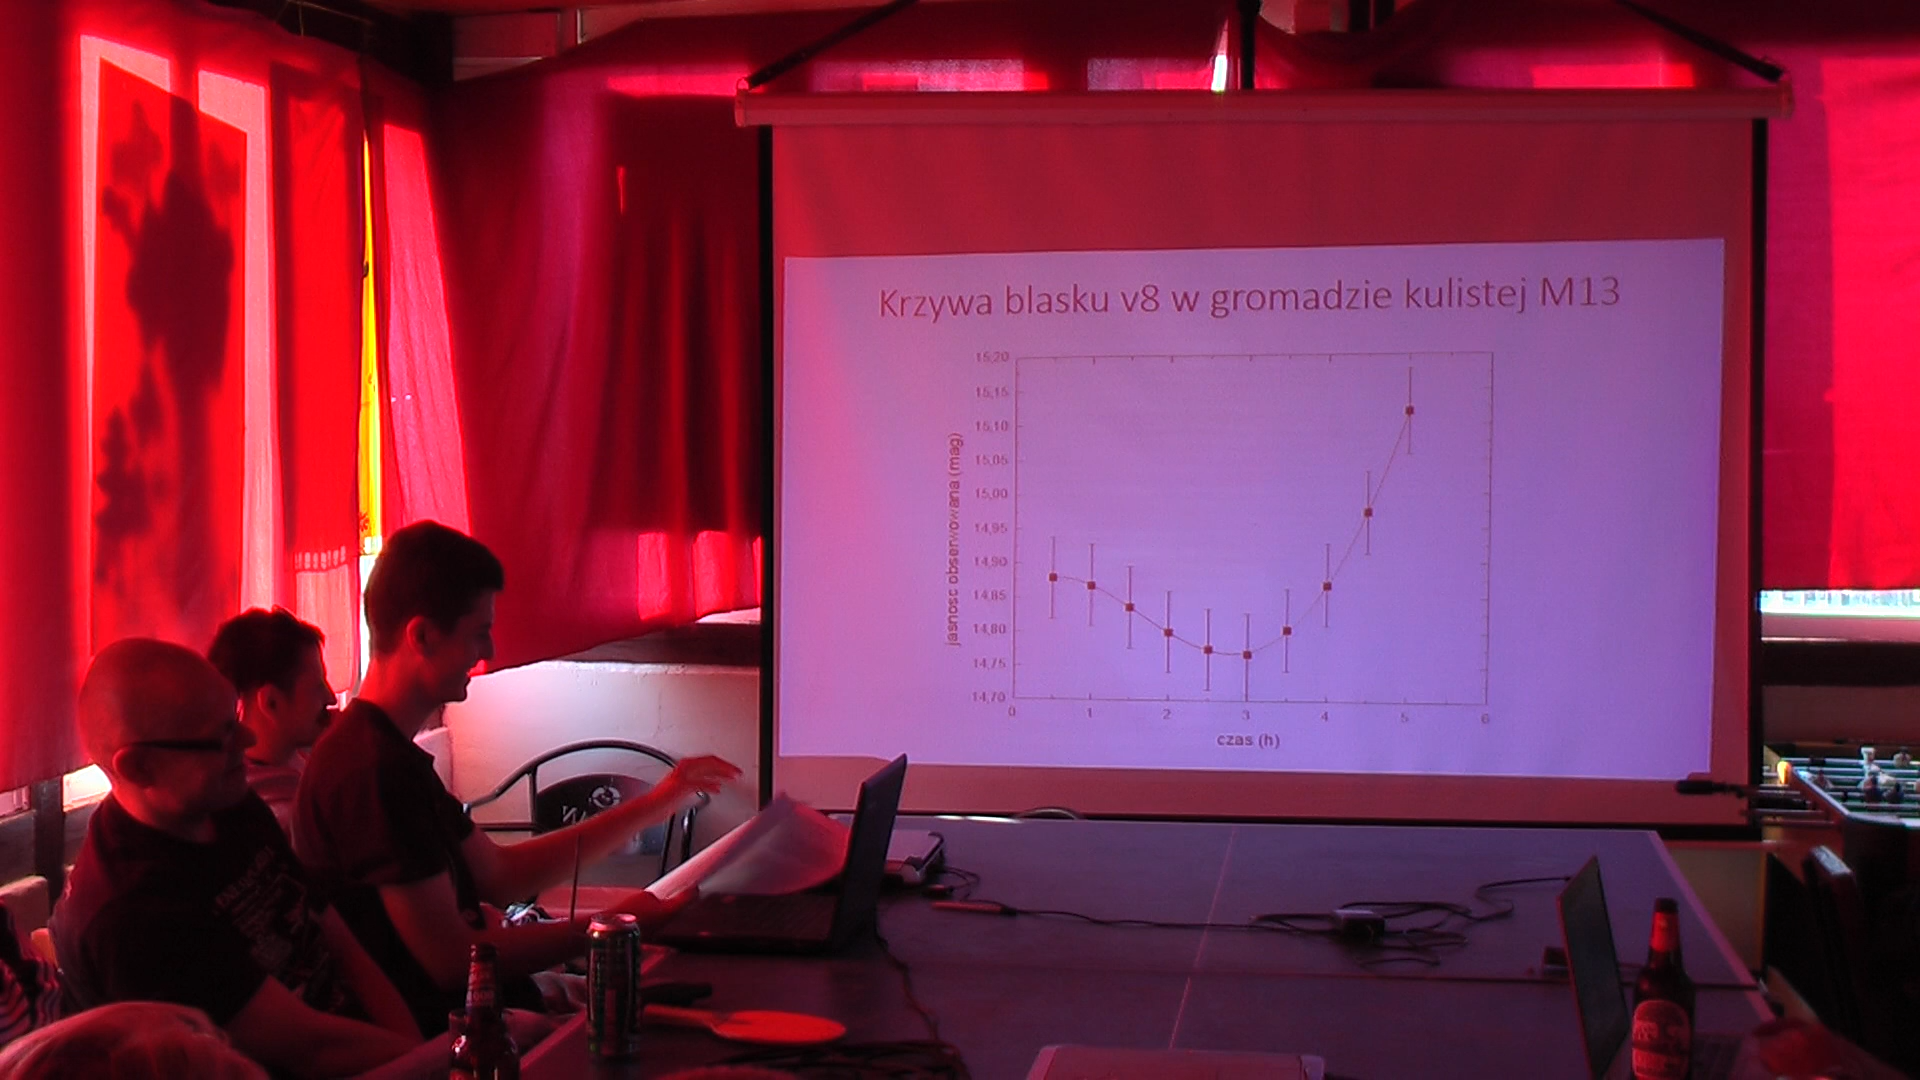 Krzywa blasku v8 w gromadzie kulistej M13
15,20
15,15
15,10
15,05
15,00
14,95
14,90
14,85
14,80
14,75
14,70
jasnosc obserwowana (mag)
0 1 2 3 4 5 6
czas (h)